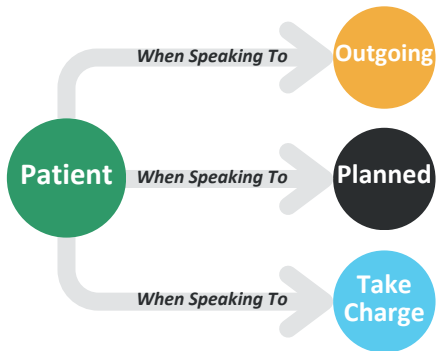 When Speaking To
Outgoing
Patient
When Speaking To
Planned
When Speaking To
Take
Charge